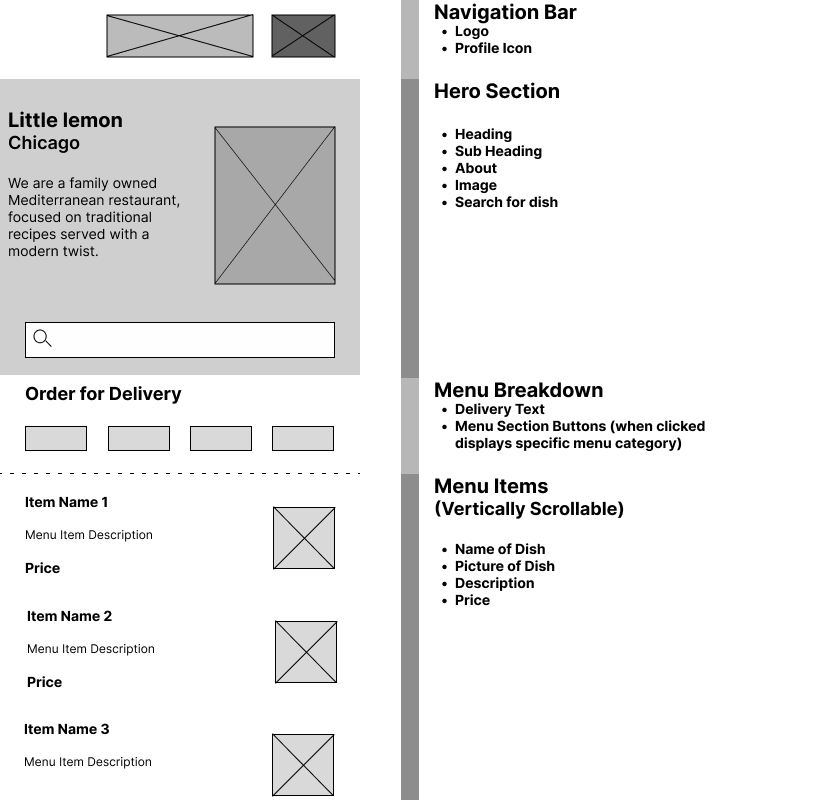 Little lemon
Chicago
We are a family owned
Mediterranean restaurant,
focused on traditional
recipes served with a
modern twist.
Order for Delivery
Item Name 1
Menu Item Description
Price
Item Name 2
Menu Item Description
Price
Item Name 3
Menu Item Description
Navigation Bar
• Logo
• Profile Icon
Hero Section
• Heading
• Sub Heading
• About
• Image
• Search for dish
Menu Breakdown
• Delivery Text
• Menu Section Buttons (when clicked
displays specific menu category)
Menu Items
(Vertically Scrollable)
• Name of Dish
• Picture of Dish
• Description
• Price